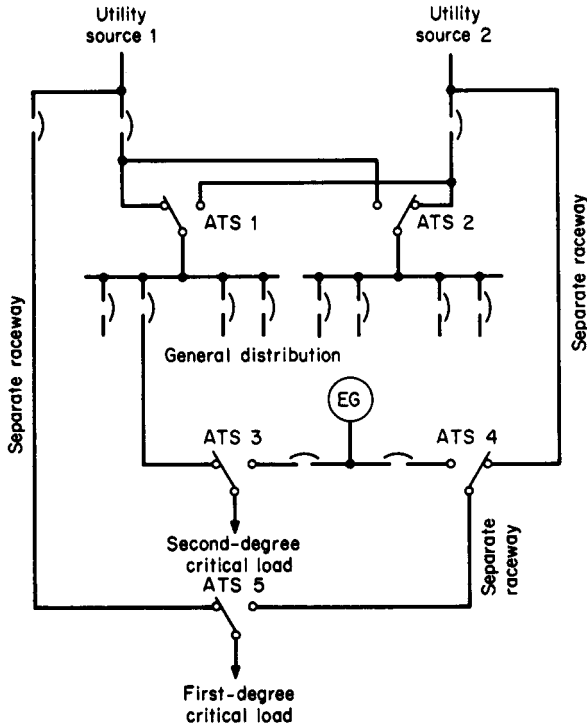 Utility
source 1
Utility
source 2
ATS 1
ATS 2
Separate raceway
Separate raceway
General distribution
EG
ATS 3
ATS 4
Second-degree
critical load
Separate
raceway
ATS 5
First-degree
critical load